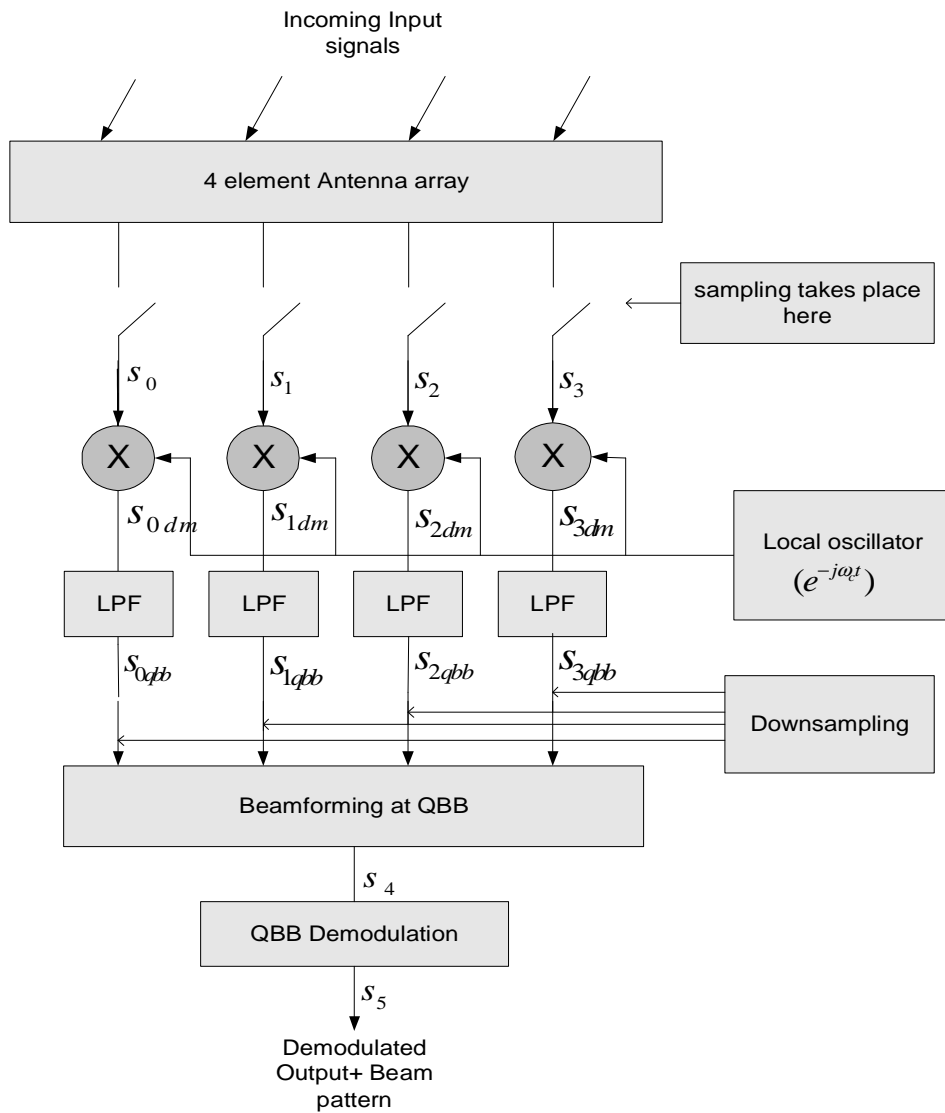 Incoming Input
signals
4 element Antenna array
sampling takes place
here
s₀
s₁
s₂
s₃
X
X
X
X
s₀dm
s₁dm
s₂dm
s₃dm
Local oscillator
(e^{-jω_c t})
LPF
LPF
LPF
LPF
s₀qbb
s₁qbb
s₂qbb
s₃qbb
Downsampling
Beamforming at QBB
s₄
QBB Demodulation
s₅
Demodulated
Output+ Beam
pattern